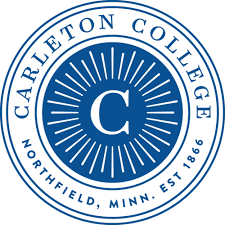 CARLETON COLLEGE
C
NORTHFIELD, MINN. EST 1866